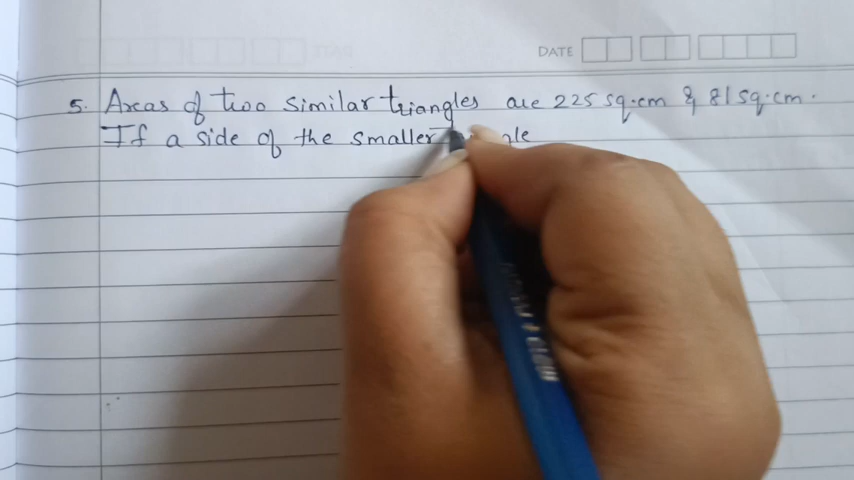 DATE
5. Areas of two similar triangles are 225 sq.cm & 81 sq.cm.
If a side of the smaller